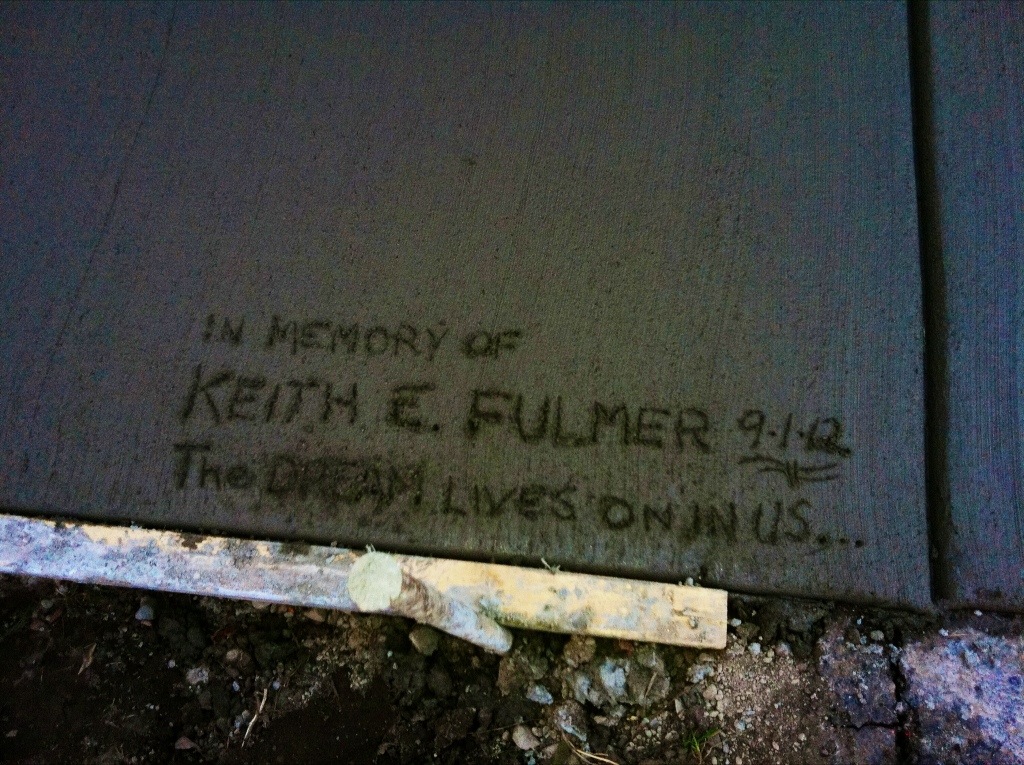 IN MEMORY OF
KEITH E. FULMER 9.1.12
The DREAM LIVES ON IN US...